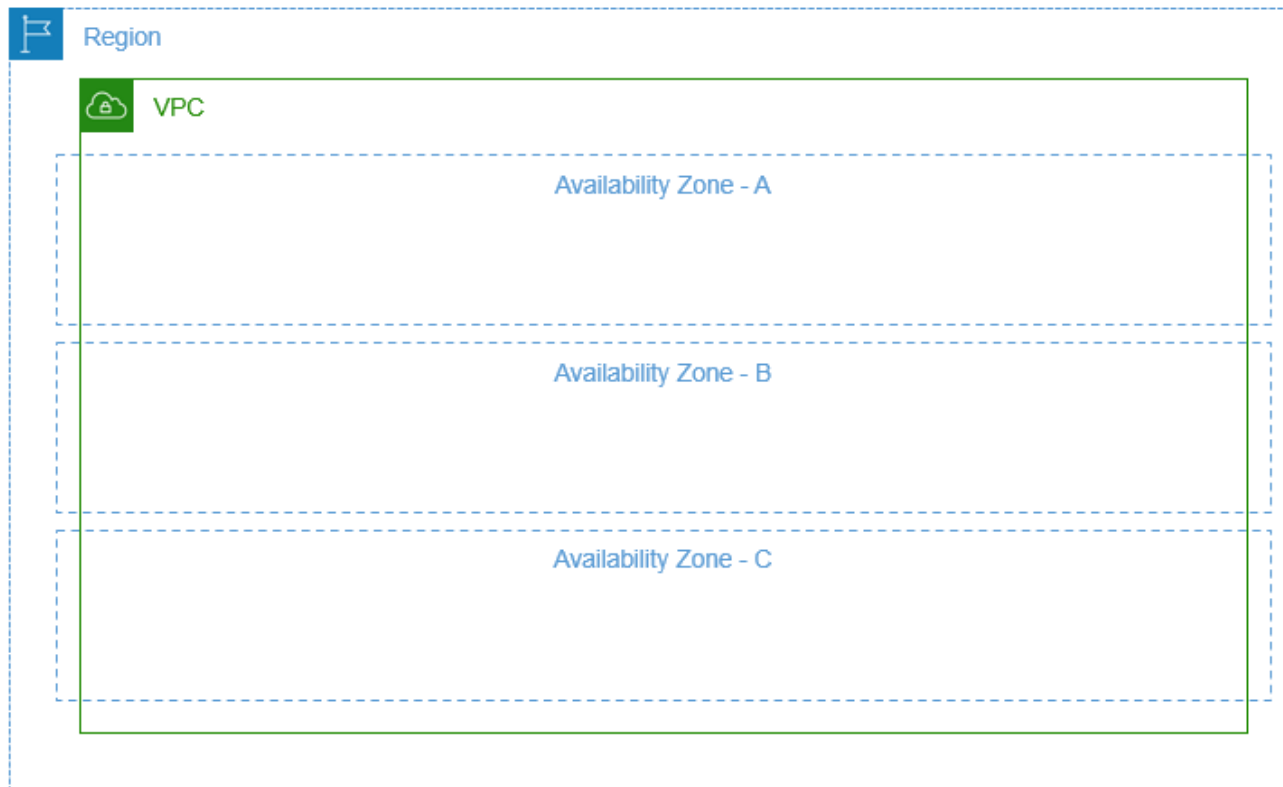 Region
VPC
Availability Zone - A
Availability Zone - B
Availability Zone - C